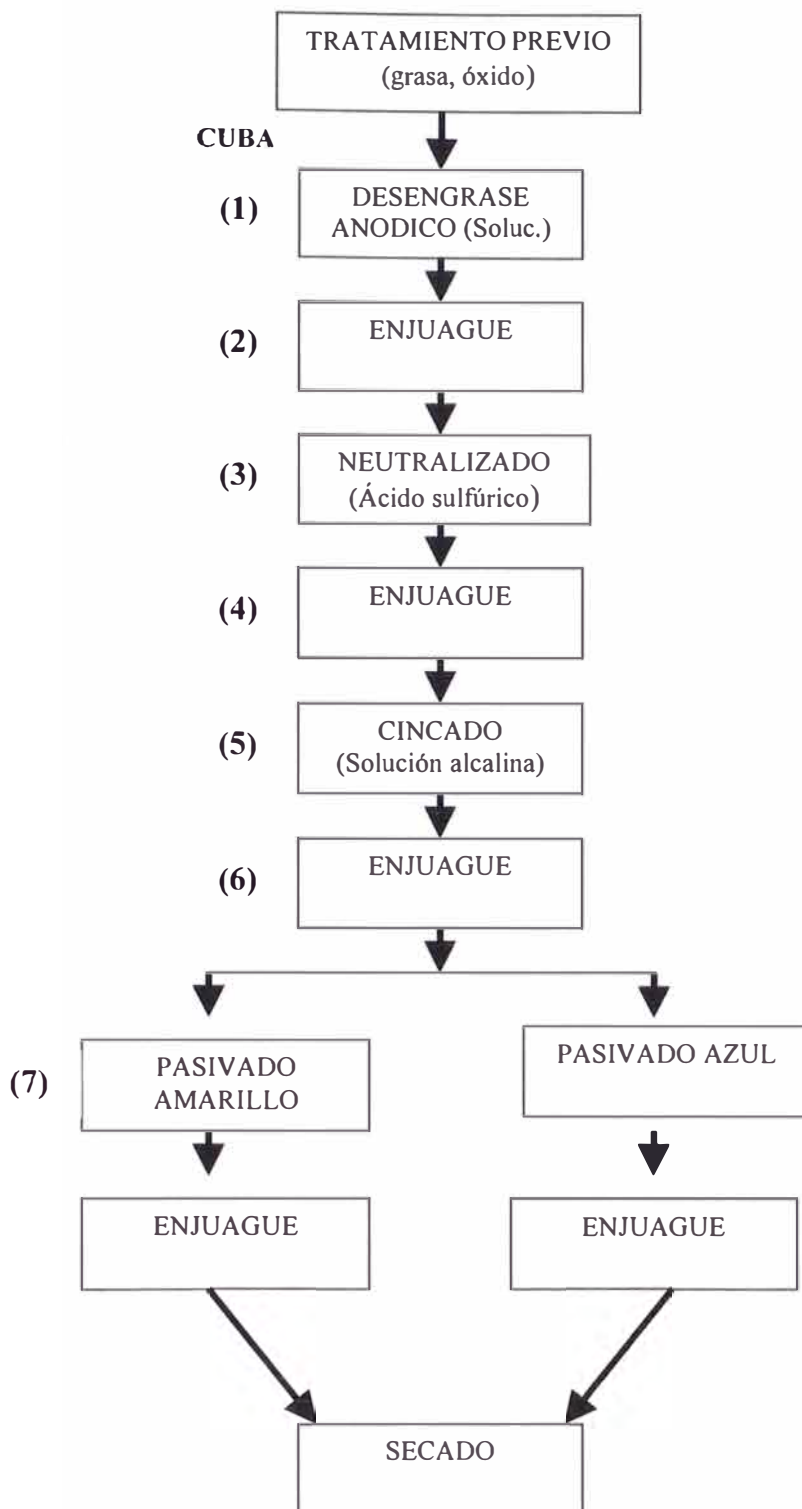 TRATAMIENTO PREVIO
(grasa, óxido)
CUBA
(1)
DESENGRASE
ANODICO (Soluc.)
(2)
ENJUAGUE
(3)
NEUTRALIZADO
(Ácido sulfúrico)
(4)
ENJUAGUE
(5)
CINCADO
(Solución alcalina)
(6)
ENJUAGUE
(7)
PASIVADO
AMARILLO
PASIVADO AZUL
ENJUAGUE
ENJUAGUE
SECADO